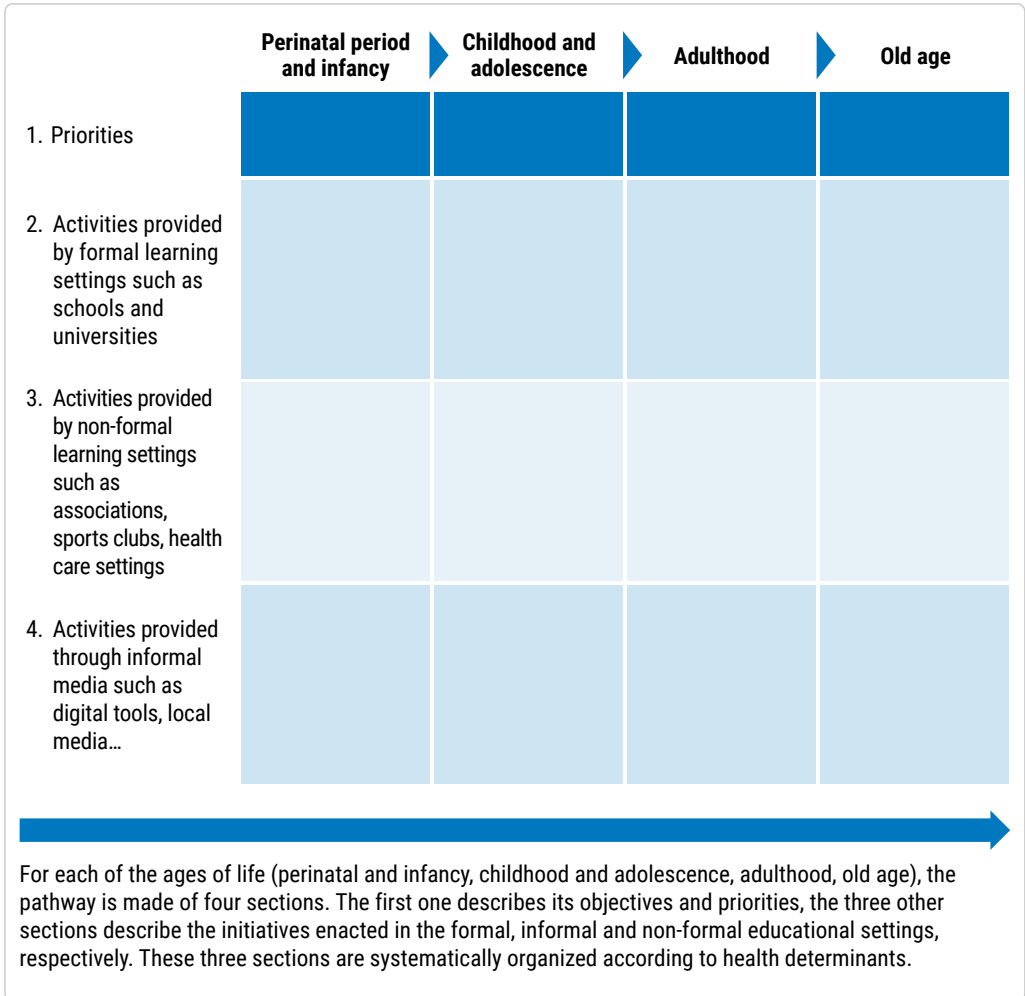 Perinatal period
and infancy
Childhood and
adolescence
Adulthood
Old age
1. Priorities
2. Activities provided
by formal learning
settings such as
schools and
universities
3. Activities provided
by non-formal
learning settings
such as
associations,
sports clubs, health
care settings
4. Activities provided
through informal
media such as
digital tools, local
media…
For each of the ages of life (perinatal and infancy, childhood and adolescence, adulthood, old age), the
pathway is made of four sections. The first one describes its objectives and priorities, the three other
sections describe the initiatives enacted in the formal, informal and non-formal educational settings,
respectively. These three sections are systematically organized according to health determinants.